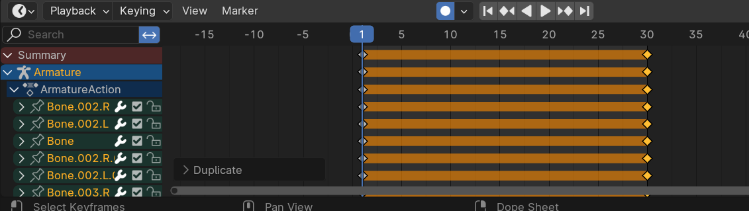 Playback Keying View Marker
Search -15 -10 -5 1 5 10 15 20 25 30 35 40
Summary
Armature
ArmatureAction
Bone.002.R
Bone.002.L
Bone
Bone.002.R.
Bone.002.L.
Duplicate
Bone.003.R
Select Keyframes Pan View Dope Sheet